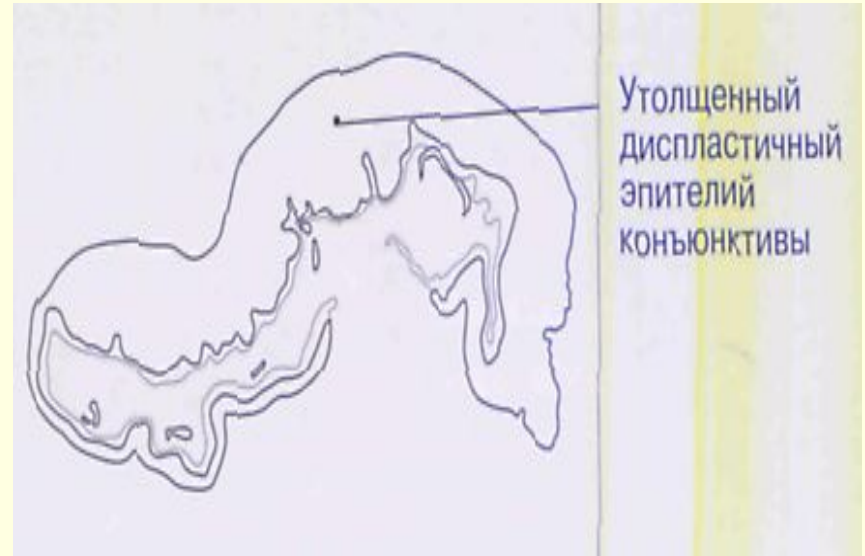 Утолщенный
диспластичный
эпителий
конъюнктивы